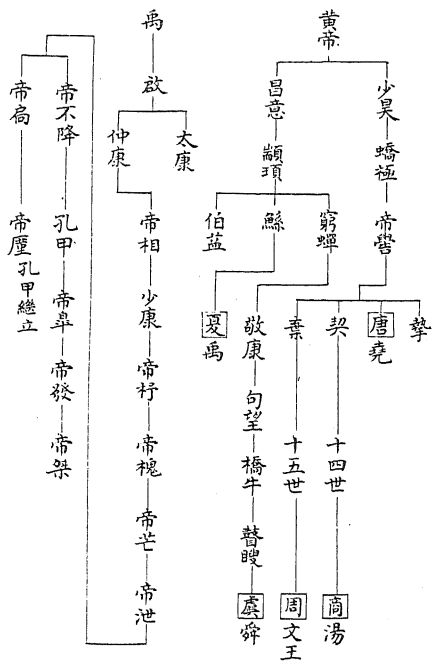 黃帝
少昊
蟜極
帝嚳
摯
唐堯
契
十四世
商湯
棄
十五世
周文王
昌意
顓頊
窮蟬
敬康
句望
橋牛
瞽瞍
虞舜
鯀
夏禹
伯益
禹
啟
太康
仲康
帝相
少康
帝杼
帝槐
帝芒
帝泄
帝不降
孔甲
帝皐
帝發
帝桀
帝扃
帝廑
孔甲繼立